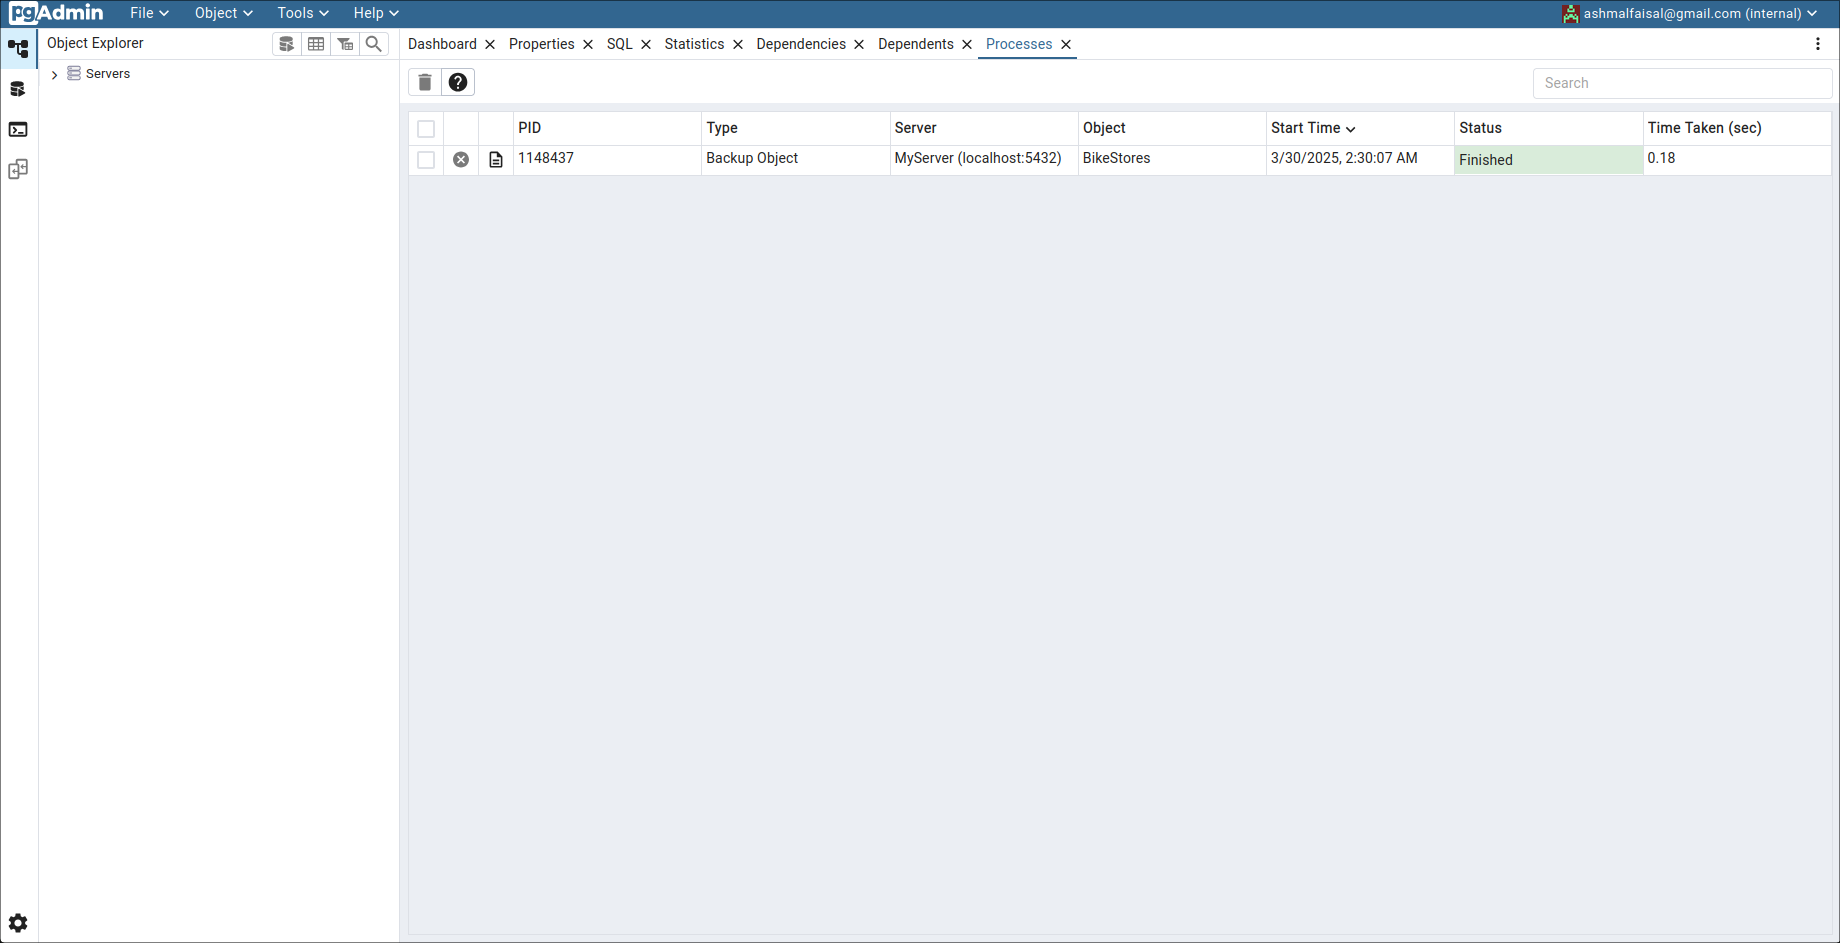 pgAdmin File Object Tools Help ashmalfaisal@gmail.com (internal)
Object Explorer
Servers
Dashboard Properties SQL Statistics Dependencies Dependents Processes
Search
PID Type Server Object Start Time Status Time Taken (sec)
1148437 Backup Object MyServer (localhost:5432) BikeStores 3/30/2025, 2:30:07 AM Finished 0.18